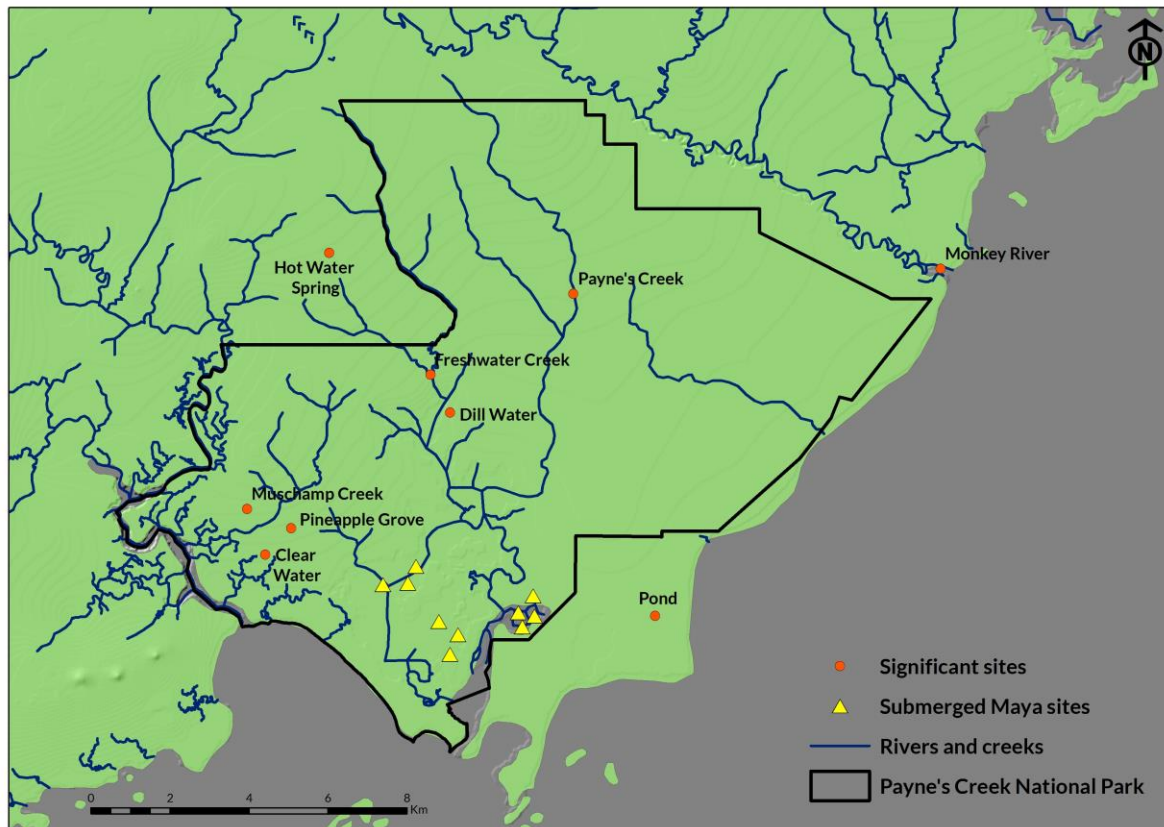 N
Monkey River
Hot Water
Spring
Payne's Creek
Freshwater Creek
Dill Water
Muschamp Creek
Pineapple Grove
Clear
Water
Pond
Significant sites
Submerged Maya sites
Rivers and creeks
Payne's Creek National Park
0 2 4 8
Km